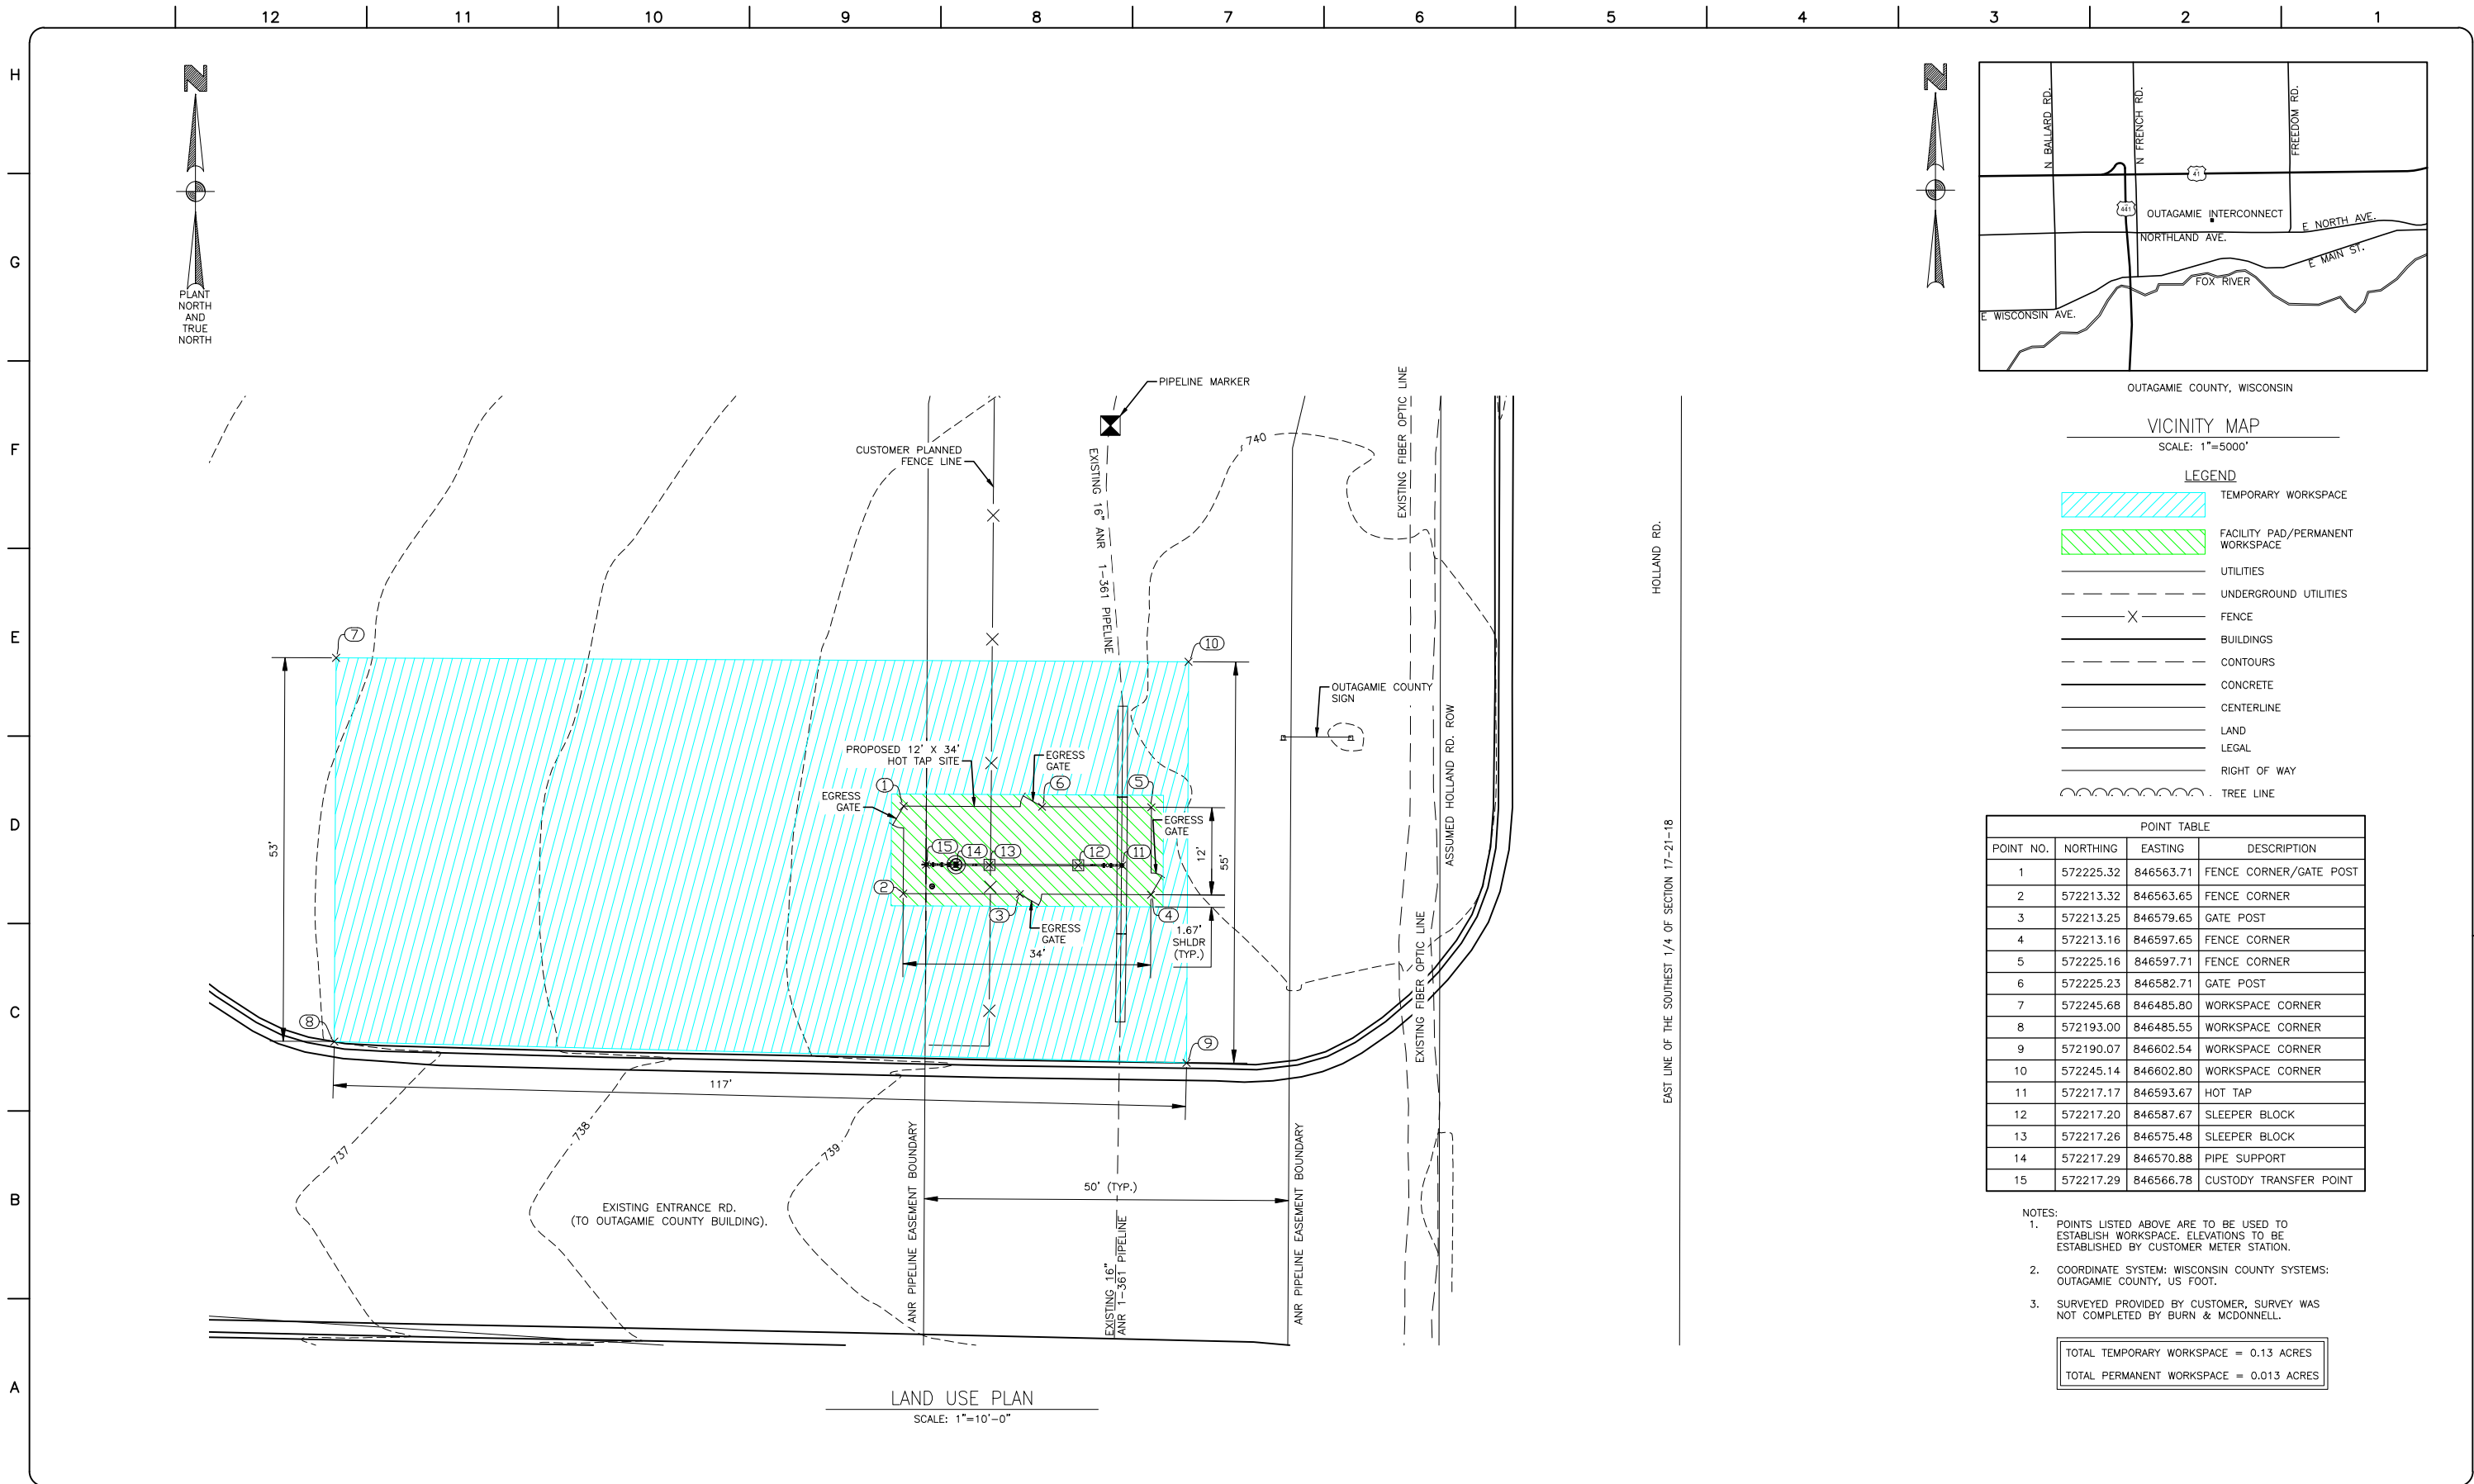 12 11 10 9 8 7 6 5 4 3 2 1
H
G
F
E
D
C
B
A
N
PLANT
NORTH
AND
TRUE
NORTH
N
N BALLARD RD.
N FRENCH RD.
FREEDOM RD.
41
441
OUTAGAMIE INTERCONNECT
E NORTH AVE.
NORTHLAND AVE.
E MAIN ST.
FOX RIVER
E WISCONSIN AVE.
OUTAGAMIE COUNTY, WISCONSIN
VICINITY MAP
SCALE: 1"=5000'
LEGEND
TEMPORARY WORKSPACE
FACILITY PAD/PERMANENT
WORKSPACE
UTILITIES
UNDERGROUND UTILITIES
FENCE
BUILDINGS
CONTOURS
CONCRETE
CENTERLINE
LAND
LEGAL
RIGHT OF WAY
TREE LINE
POINT TABLE
POINT NO. NORTHING EASTING DESCRIPTION
1 572225.32 846563.71 FENCE CORNER/GATE POST
2 572213.32 846563.65 FENCE CORNER
3 572213.25 846579.65 GATE POST
4 572213.16 846597.65 FENCE CORNER
5 572225.16 846597.71 FENCE CORNER
6 572225.23 846582.71 GATE POST
7 572245.68 846485.80 WORKSPACE CORNER
8 572193.00 846485.55 WORKSPACE CORNER
9 572190.07 846602.54 WORKSPACE CORNER
10 572245.14 846602.80 WORKSPACE CORNER
11 572217.17 846593.67 HOT TAP
12 572217.20 846587.67 SLEEPER BLOCK
13 572217.26 846575.48 SLEEPER BLOCK
14 572217.29 846570.88 PIPE SUPPORT
15 572217.29 846566.78 CUSTODY TRANSFER POINT
NOTES:
1. POINTS LISTED ABOVE ARE TO BE USED TO
ESTABLISH WORKSPACE. ELEVATIONS TO BE
ESTABLISHED BY CUSTOMER METER STATION.
2. COORDINATE SYSTEM: WISCONSIN COUNTY SYSTEMS:
OUTAGAMIE COUNTY, US FOOT.
3. SURVEYED PROVIDED BY CUSTOMER, SURVEY WAS
NOT COMPLETED BY BURN & MCDONNELL.
TOTAL TEMPORARY WORKSPACE = 0.13 ACRES
TOTAL PERMANENT WORKSPACE = 0.013 ACRES
PIPELINE MARKER
CUSTOMER PLANNED
FENCE LINE
740
EXISTING 16" ANR 1-361 PIPELINE
EXISTING FIBER OPTIC LINE
HOLLAND RD.
7
10
OUTAGAMIE COUNTY
SIGN
ASSUMED HOLLAND RD. ROW
PROPOSED 12' X 34'
HOT TAP SITE
EGRESS
GATE
1
6
5
EGRESS
GATE
EGRESS
GATE
53'
12'
55'
15
14
13
12
11
2
3
4
EGRESS
GATE
1.67'
SHLDR
(TYP.)
34'
EAST LINE OF THE SOUTHEST 1/4 OF SECTION 17-21-18
EXISTING FIBER OPTIC LINE
8
9
117'
737
738
739
EXISTING ENTRANCE RD.
(TO OUTAGAMIE COUNTY BUILDING).
ANR PIPELINE EASEMENT BOUNDARY
50' (TYP.)
EXISTING 16"
ANR 1-361 PIPELINE
ANR PIPELINE EASEMENT BOUNDARY
LAND USE PLAN
SCALE: 1"=10'-0"